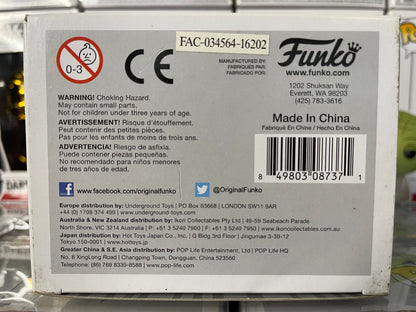 FAC-034564-16202
0-3
CE
MANUFACTURED BY:
FABRIQUÉ PAR:
FABRICADO POR:
Funko
www.funko.com
1202 Shuksan Way
Everett, WA 98203
(425) 783-3616
WARNING! Choking Hazard.
May contain small parts.
Not for children under three years of age.
AVERTISSEMENT! Risque d'étouffement.
Peut contenir des petites pièces.
Pas pour les enfants de moins de trois ans.
ADVERTENCIA! Riesgo de asfixia.
Puede contener piezas pequeñas.
No recomendado para niños menores
de tres años de edad.
Made In China
Fabriqué En Chine / Hecho En China
8 49803 08737 1
www.facebook.com/originalfunko
@OriginalFunko
Europe distribution by: Underground Toys | PO Box 65668 | LONDON SW11 9AR
+44 (0) 1708 374 499 | www.undergroundtoys.com
Australia & New Zealand distribution by: Ikon Collectables Pty Ltd | 49-59 Seabeach Parade
North Shore, VIC 3214 Australia | P: +61 3 5240 7900 | F: +61 3 5240 7950 | www.ikoncollectables.com.au
Japan distribution by: Hot Toys Japan Co., Inc. | Q Bldg 3rd Floor | Jingumae 3-30-12
Tokyo 150-0001 | www.hottoys.jp
Greater China & S.E. Asia distribution by: POP Life Entertainment, Ltd | POP Life HQ
No. 8 XingLong Road | Changping Town, Dongguan, China 523560
Telephone: (86) 769 8339-8588 | www.pop-life.com